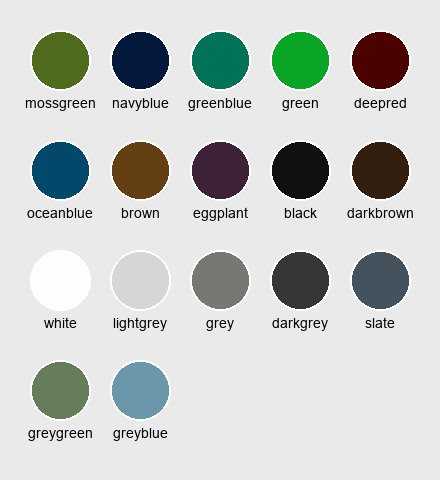 mossgreen navyblue greenblue green deepred
oceanblue brown eggplant black darkbrown
white lightgrey grey darkgrey slate
greygreen greyblue